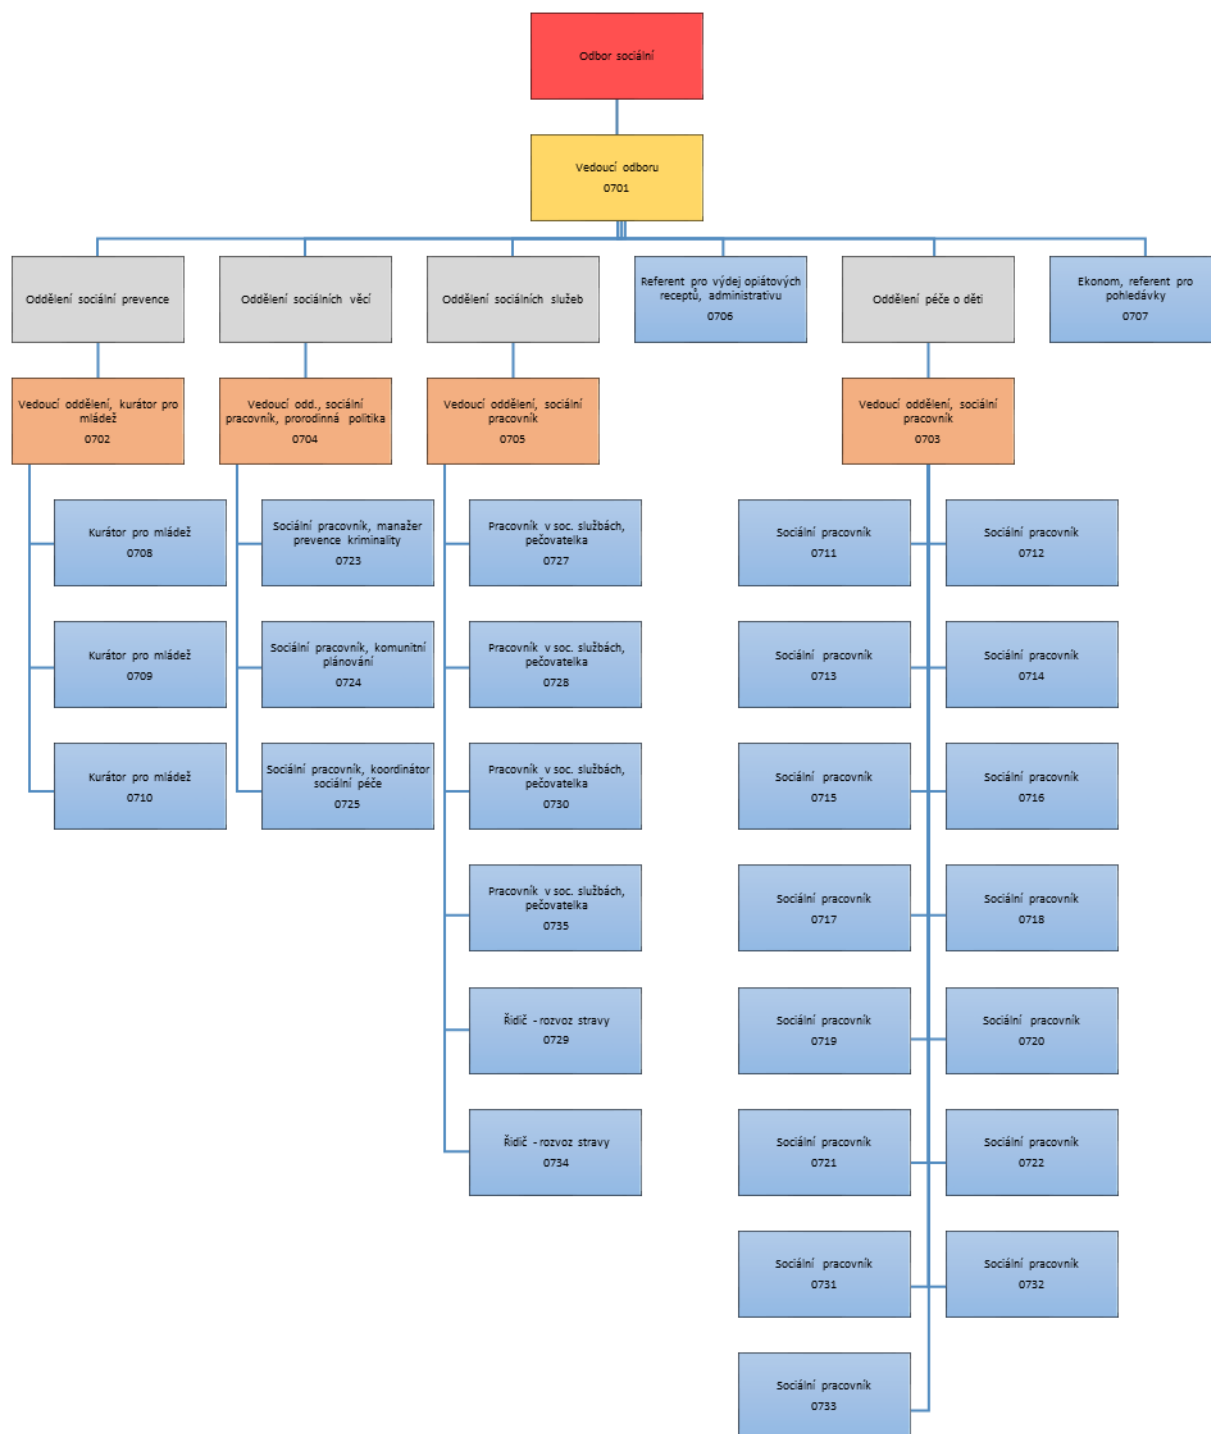 Odbor sociální
Vedoucí odboru
0701
Oddělení sociální prevence
Oddělení sociálních věcí
Oddělení sociálních služeb
Referent pro výdej opiátových
receptů, administrativu
0706
Oddělení péče o děti
Ekonom, referent pro
pohledávky
0707
Vedoucí oddělení, kurátor pro
mládež
0702
Vedoucí odd., sociální
pracovník, prorodinná politika
0704
Vedoucí oddělení, sociální
pracovník
0705
Vedoucí oddělení, sociální
pracovník
0703
Kurátor pro mládež
0708
Sociální pracovník, manažer
prevence kriminality
0723
Pracovník v soc. službách,
pečovatelka
0727
Sociální pracovník
0711
Sociální pracovník
0712
Kurátor pro mládež
0709
Sociální pracovník, komunitní
plánování
0724
Pracovník v soc. službách,
pečovatelka
0728
Sociální pracovník
0713
Sociální pracovník
0714
Kurátor pro mládež
0710
Sociální pracovník, koordinátor
sociální péče
0725
Pracovník v soc. službách,
pečovatelka
0730
Sociální pracovník
0715
Sociální pracovník
0716
Pracovník v soc. službách,
pečovatelka
0735
Sociální pracovník
0717
Sociální pracovník
0718
Řidič - rozvoz stravy
0729
Sociální pracovník
0719
Sociální pracovník
0720
Řidič - rozvoz stravy
0734
Sociální pracovník
0721
Sociální pracovník
0722
Sociální pracovník
0731
Sociální pracovník
0732
Sociální pracovník
0733